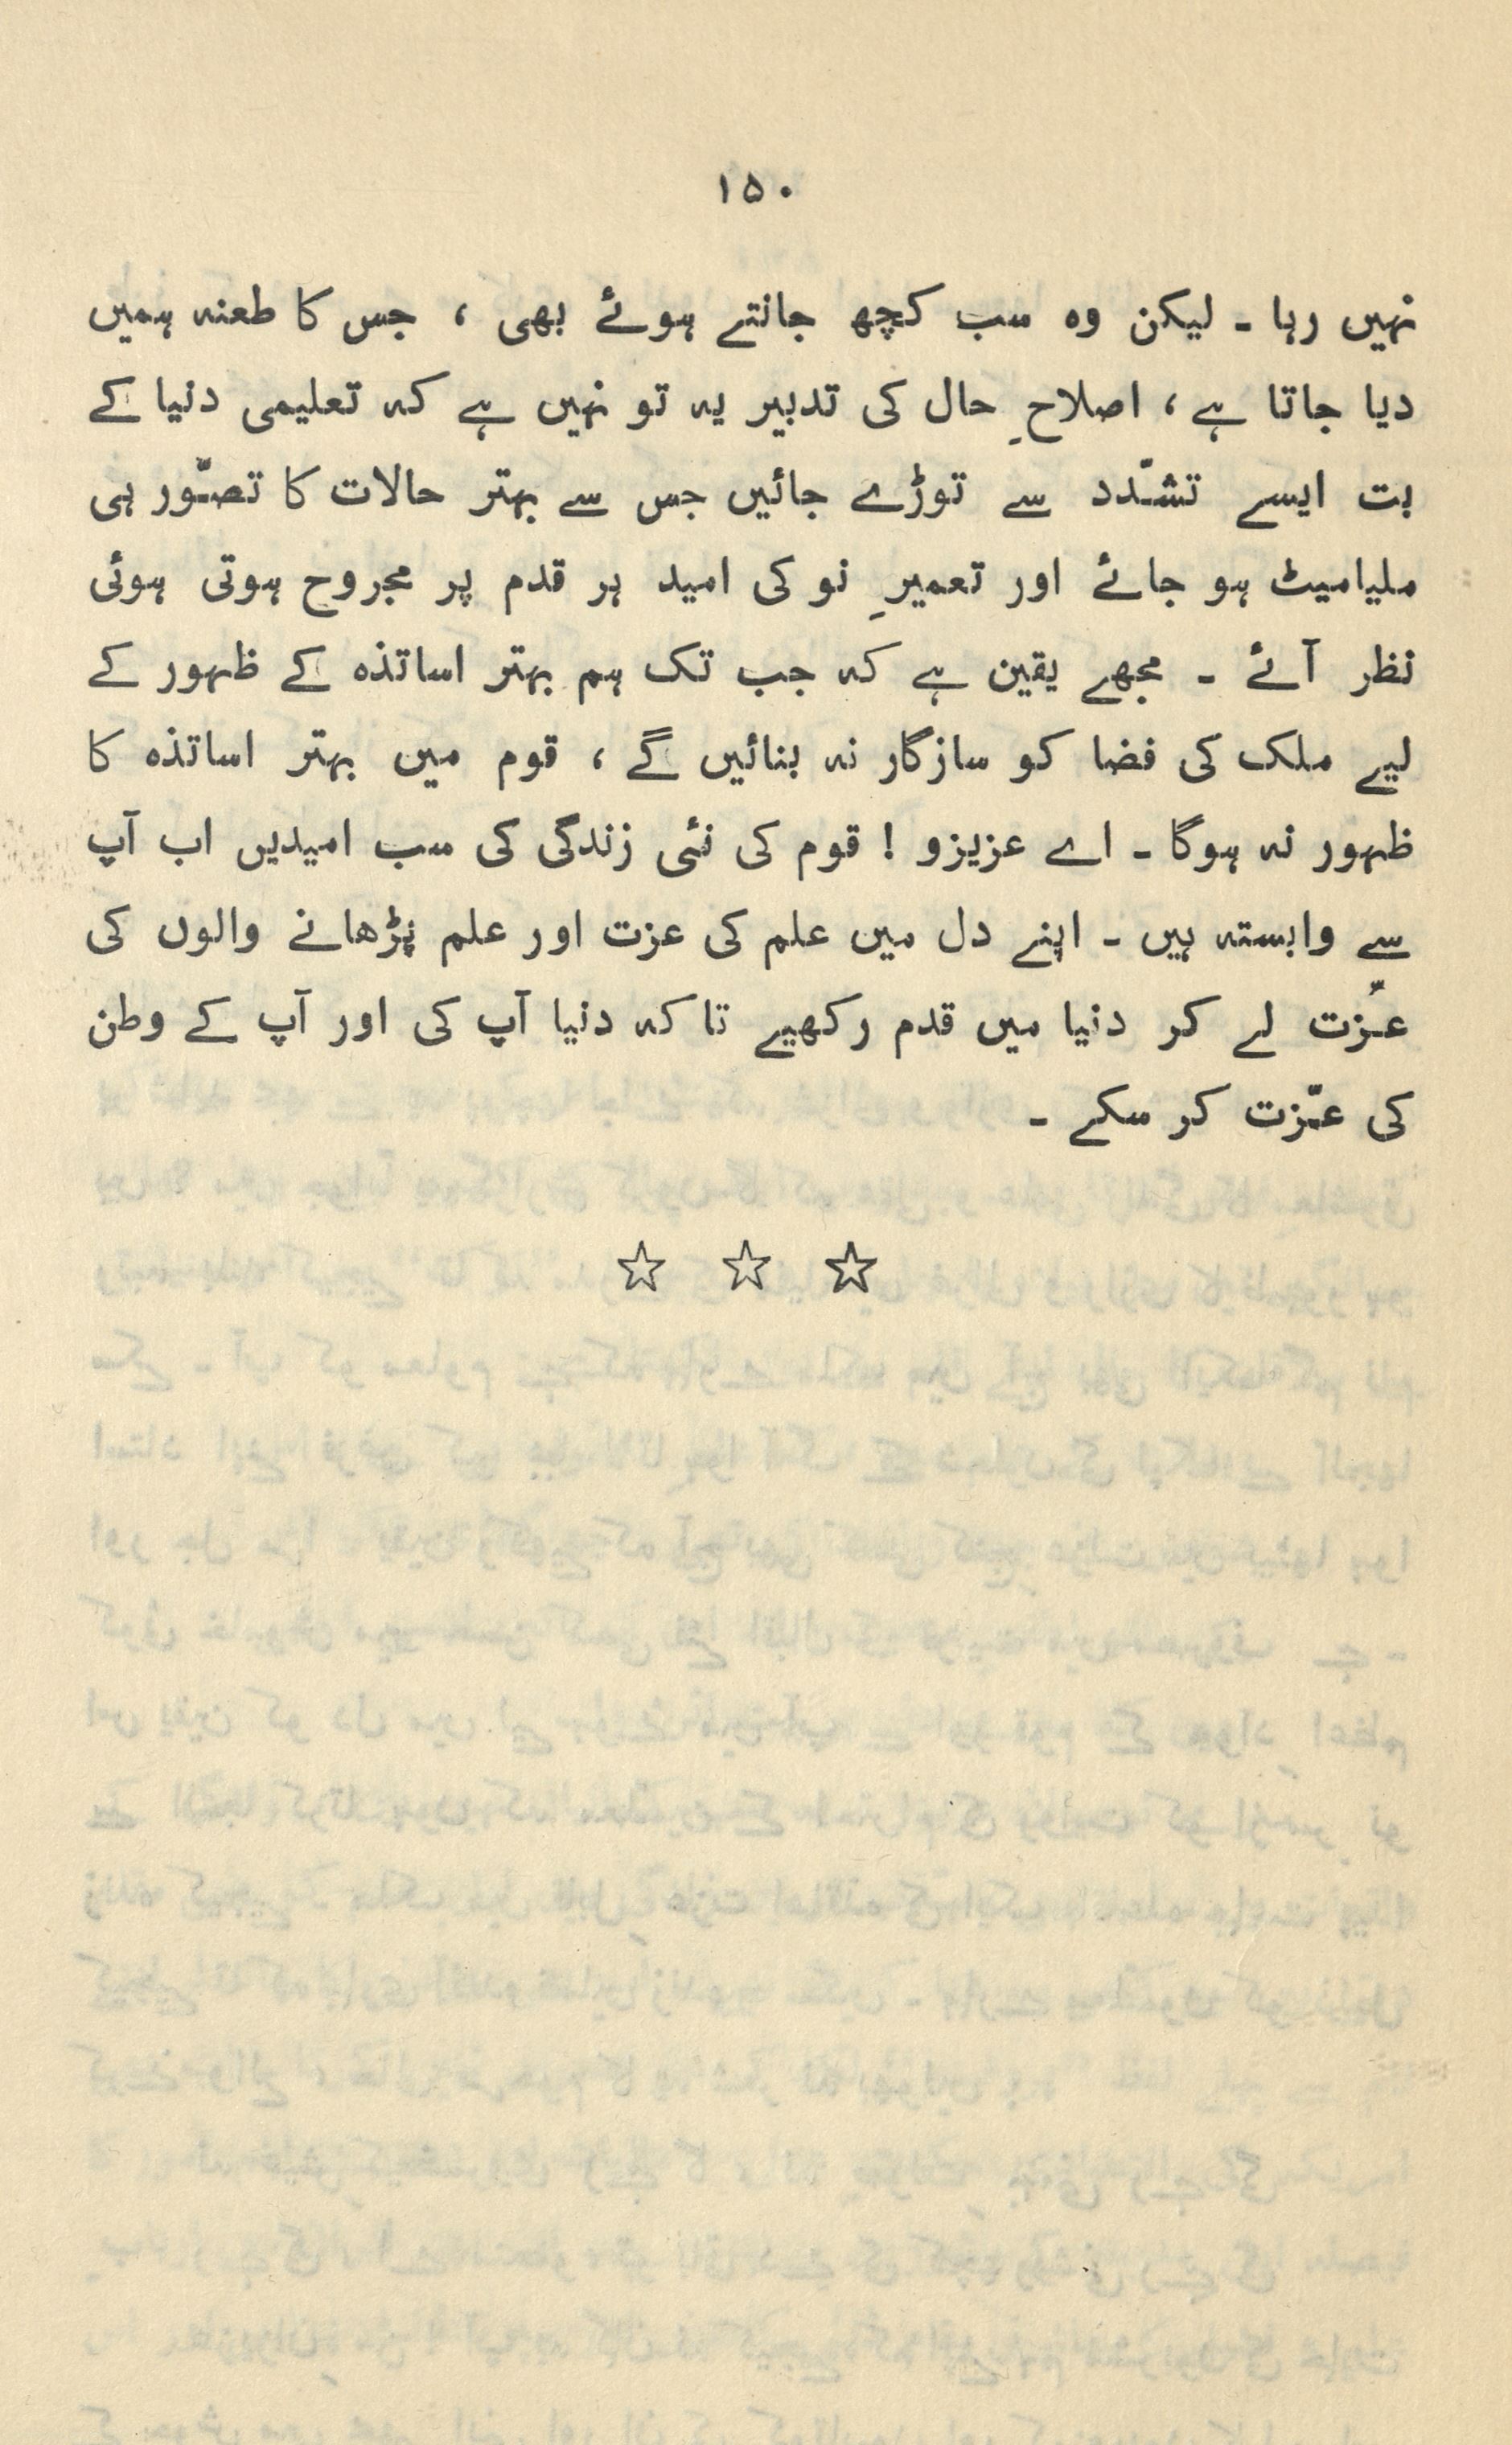 ۱۵۰
نہیں رہا ۔ لیکن وہ سب کچھ جانتے ہوئے بھی ، جس کا طعنہ ہمیں
دیا جاتا ہے ، اصلاحِ حال کی تدبیر یہ تو نہیں ہے کہ تعلیمی دنیا کے
بت ایسے تشدّد سے توڑے جائیں جس سے بہتر حالات کا تصّور ہی
ملیامیٹ ہو جائے اور تعمیرِ نو کی امید ہر قدم پر مجروح ہوتی ہوئی
نظر آئے ۔ مجھے یقین ہے کہ جب تک ہم بہتر اساتذہ کے ظہور کے
لیے ملک کی فضا کو سازگار نہ بنائیں گے ، قوم میں بہتر اساتذہ کا
ظہور نہ ہوگا ۔ اے عزیزو ! قوم کی نئی زندگی کی سب امیدیں اب آپ
سے وابستہ ہیں ۔ اپنے دل میں علم کی عزت اور علم پڑھانے والوں کی
عزّت لے کر دنیا میں قدم رکھیے تا کہ دنیا آپ کی اور آپ کے وطن
کی عزّت کر سکے ۔
☆ ☆ ☆